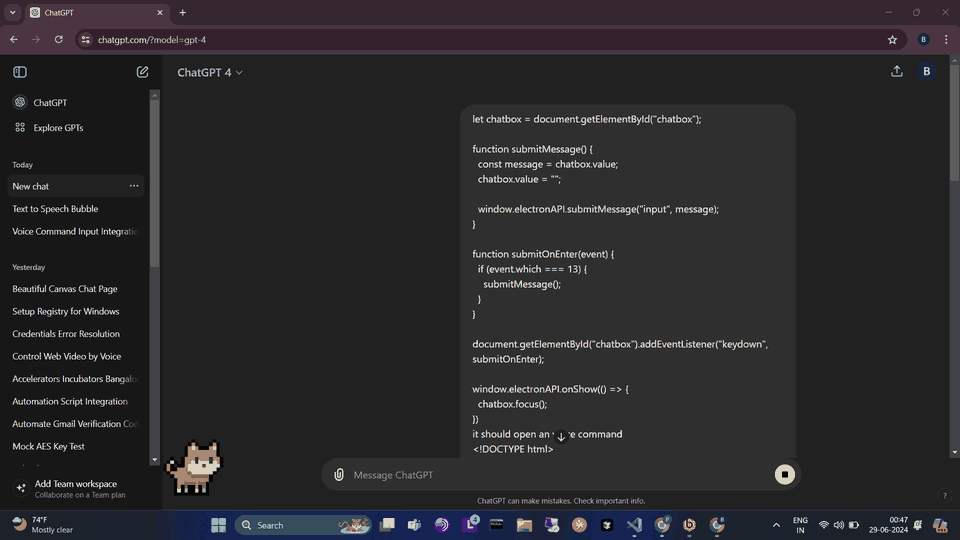 ChatGPT
chatgpt.com/?model=gpt-4
B
ChatGPT 4
B
ChatGPT
Explore GPTs
Today
New chat
Text to Speech Bubble
Voice Command Input Integratio
Yesterday
Beautiful Canvas Chat Page
Setup Registry for Windows
Credentials Error Resolution
Control Web Video by Voice
Accelerators Incubators Bangalo
Automation Script Integration
Automate Gmail Verification Cod
Mock AES Key Test
Add Team workspace
Collaborate on a Team plan
let chatbox = document.getElementById("chatbox");
function submitMessage() {
const message = chatbox.value;
chatbox.value = "";
window.electronAPI.submitMessage("input", message);
}
function submitOnEnter(event) {
if (event.which === 13) {
submitMessage();
}
}
document.getElementById("chatbox").addEventListener("keydown",
submitOnEnter);
window.electronAPI.onShow(() => {
chatbox.focus();
})
it should open an command
<!DOCTYPE html>
Message ChatGPT
ChatGPT can make mistakes. Check important info.
?
74°F
Mostly clear
Search
ENG
IN
00:47
29-06-2024